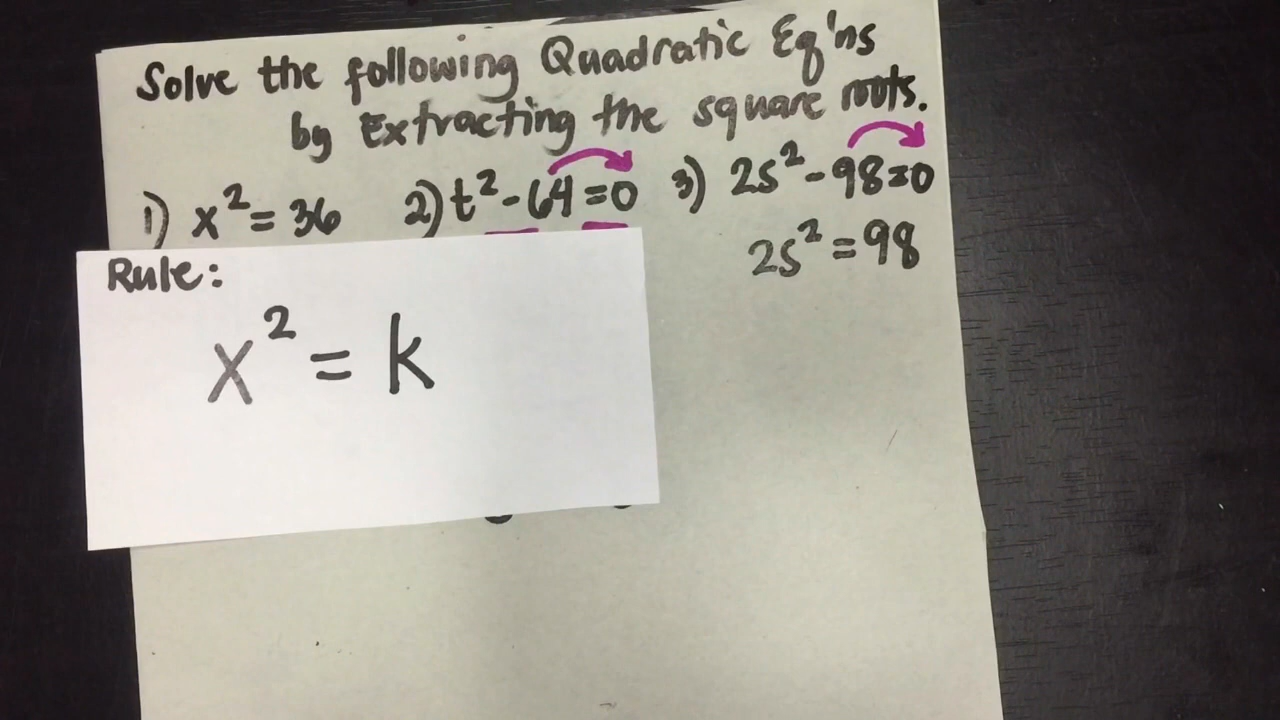 Solve the following Quadratic Eq'ns
by Extracting the square roots.
1) x² = 36 2) t² - 64 = 0 3) 2s² - 98 = 0
2s² = 98
Rule:
x² = k